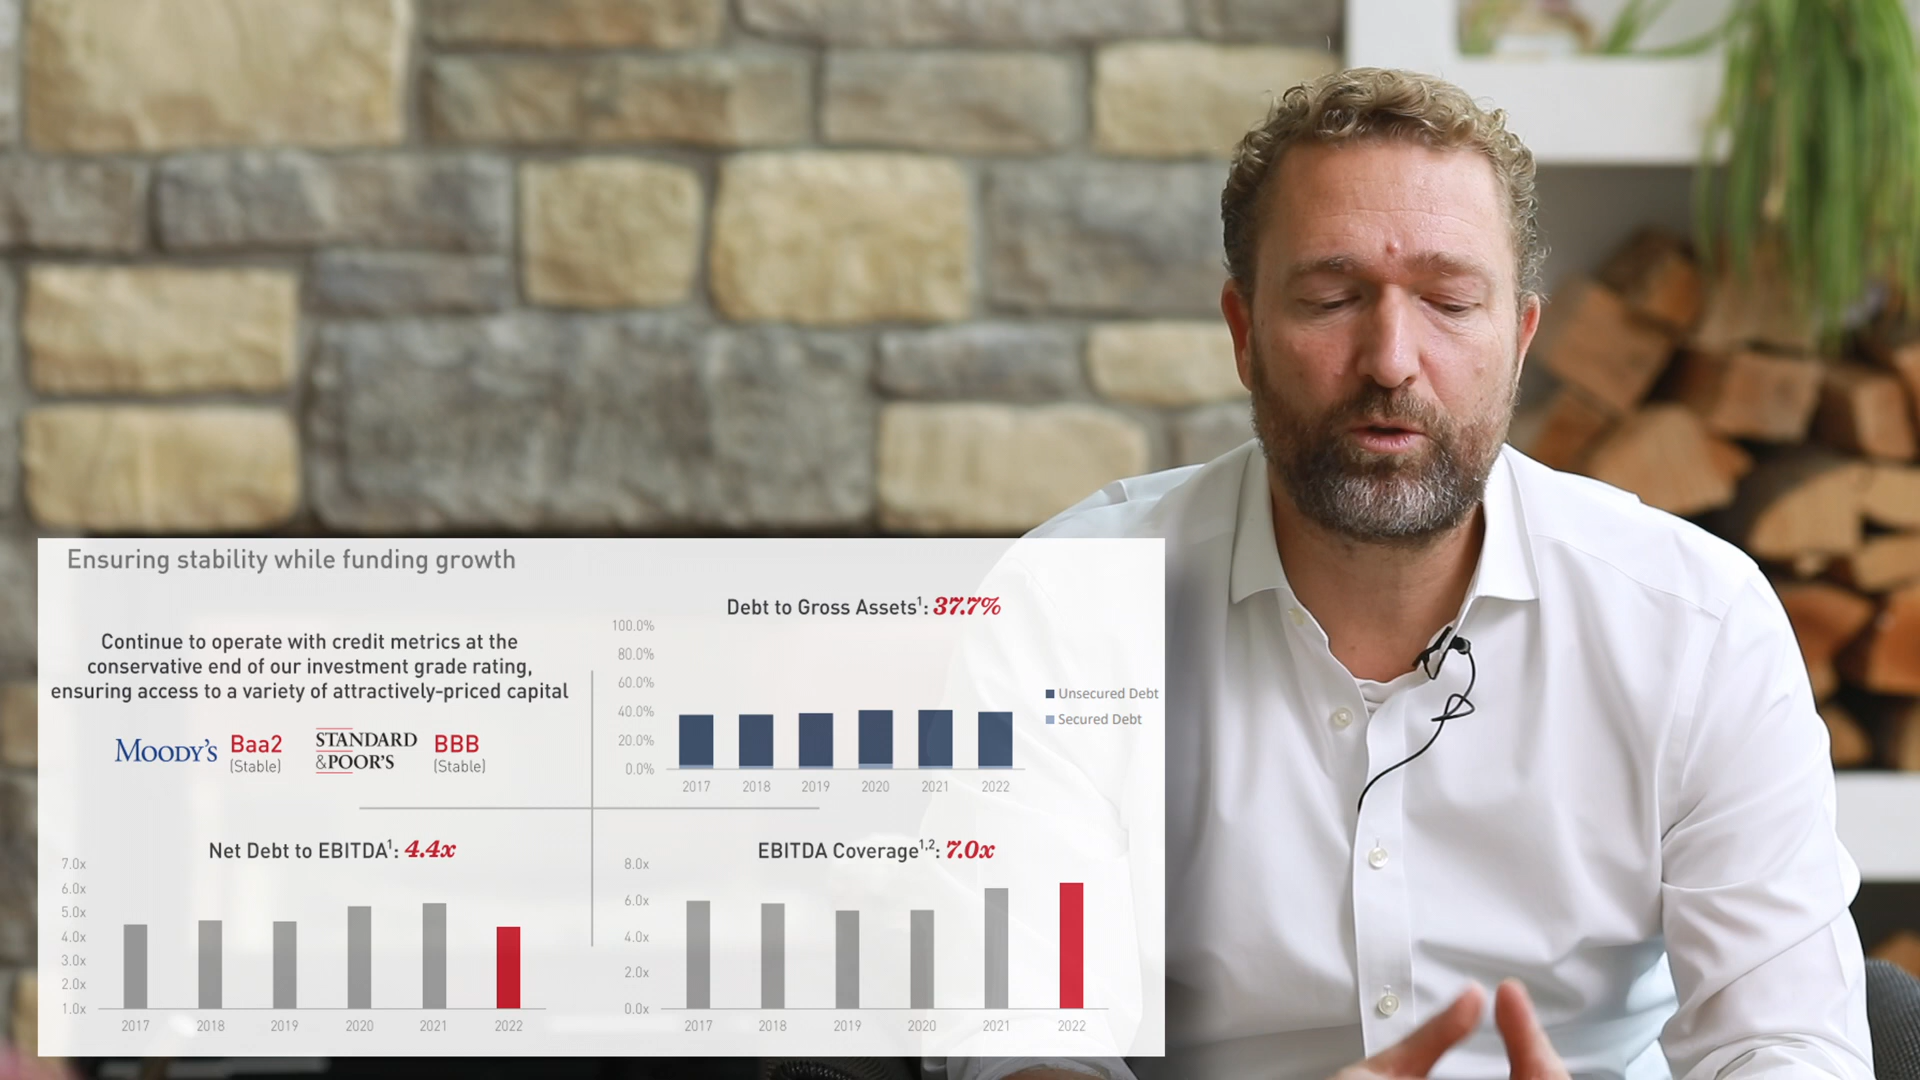 Ensuring stability while funding growth
Continue to operate with credit metrics at the
conservative end of our investment grade rating,
ensuring access to a variety of attractively-priced capital
MOODY'S Baa2
(Stable)
STANDARD
&POOR'S
BBB
(Stable)
Debt to Gross Assets¹: 37.7%
100.0%
80.0%
60.0%
40.0%
20.0%
0.0%
2017 2018 2019 2020 2021 2022
Unsecured Debt
Secured Debt
Net Debt to EBITDA¹: 4.4x
7.0x
6.0x
5.0x
4.0x
3.0x
2.0x
1.0x
2017 2018 2019 2020 2021 2022
EBITDA Coverage¹,²: 7.0x
8.0x
6.0x
4.0x
2.0x
0.0x
2017 2018 2019 2020 2021 2022